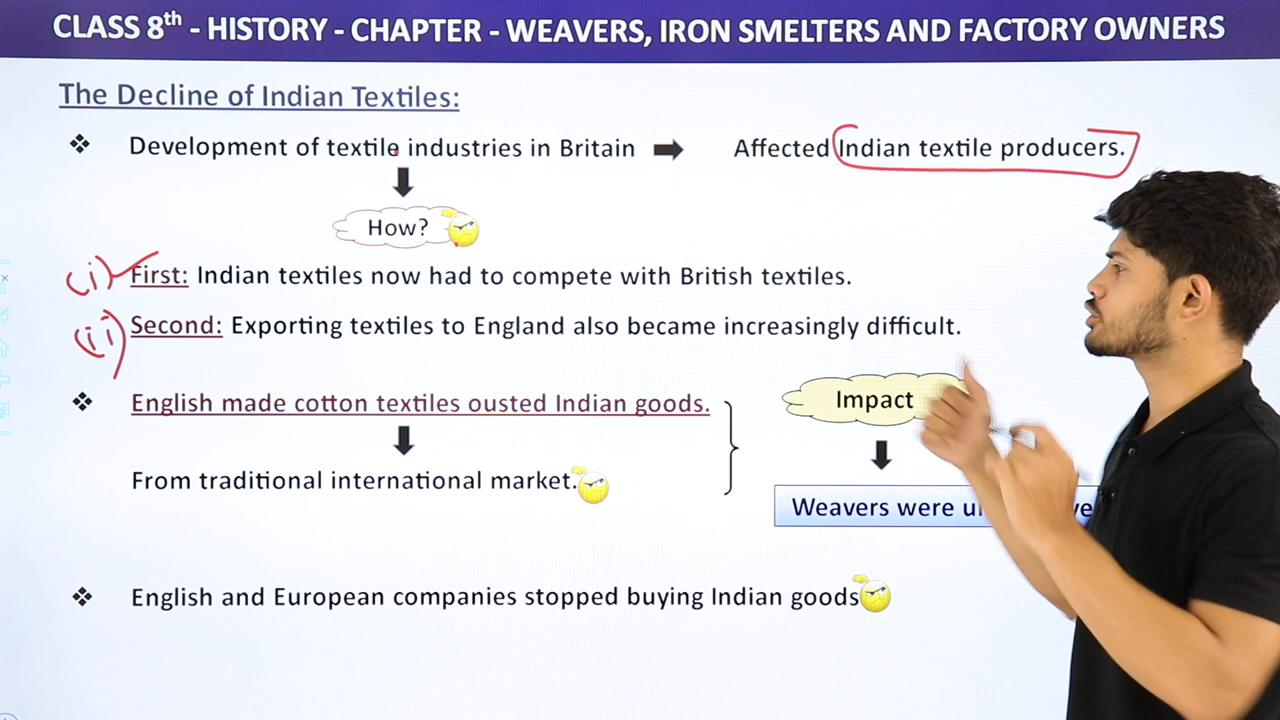 CLASS 8th - HISTORY - CHAPTER - WEAVERS, IRON SMELTERS AND FACTORY OWNERS
The Decline of Indian Textiles:
❖ Development of textile industries in Britain ➡ Affected Indian textile producers.
How?
(i) First: Indian textiles now had to compete with British textiles.
(ii) Second: Exporting textiles to England also became increasingly difficult.
❖ English made cotton textiles ousted Indian goods.
Impact
From traditional international market.
Weavers were
❖ English and European companies stopped buying Indian goods